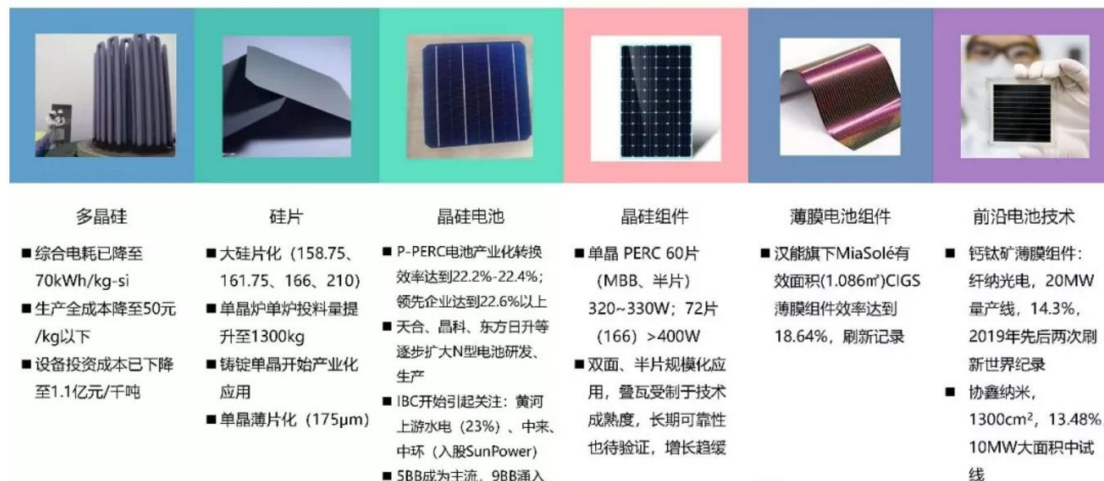 多晶硅
■ 综合电耗已降至
70kWh/kg-si
■ 生产全成本降至50元
/kg以下
■ 设备投资成本已下降
至1.1亿元/千吨
硅片
■ 大硅片化（158.75、
161.75、166、210）
■ 单晶炉单炉投料量提
升至1300kg
■ 铸锭单晶开始产业化
应用
■ 单晶薄片化（175μm）
晶硅电池
■ P-PERC电池产业化转换
效率达到22.2%-22.4%；
领先企业达到22.6%以上
■ 天合、晶科、东方日升等
逐步扩大N型电池研发、
生产
■ IBC开始引起关注：黄河
上游水电（23%）、中来、
中环（入股SunPower）
■ 5BB成为主流，9BB涌入
晶硅组件
■ 单晶 PERC 60片
（MBB、半片）
320~330W；72片
（166）>400W
■ 双面、半片规模化应
用，叠瓦受制于技术
成熟度，长期可靠性
也待验证，增长趋缓
薄膜电池组件
■ 汉能旗下MiaSolé有
效面积(1.086㎡)CIGS
薄膜组件效率达到
18.64%，刷新记录
前沿电池技术
■ 钙钛矿薄膜组件：
纤纳光电，20MW
量产线，14.3%，
2019年先后两次刷
新世界纪录
■ 协鑫纳米，
1300cm²，13.48%，
10MW大面积中试
线